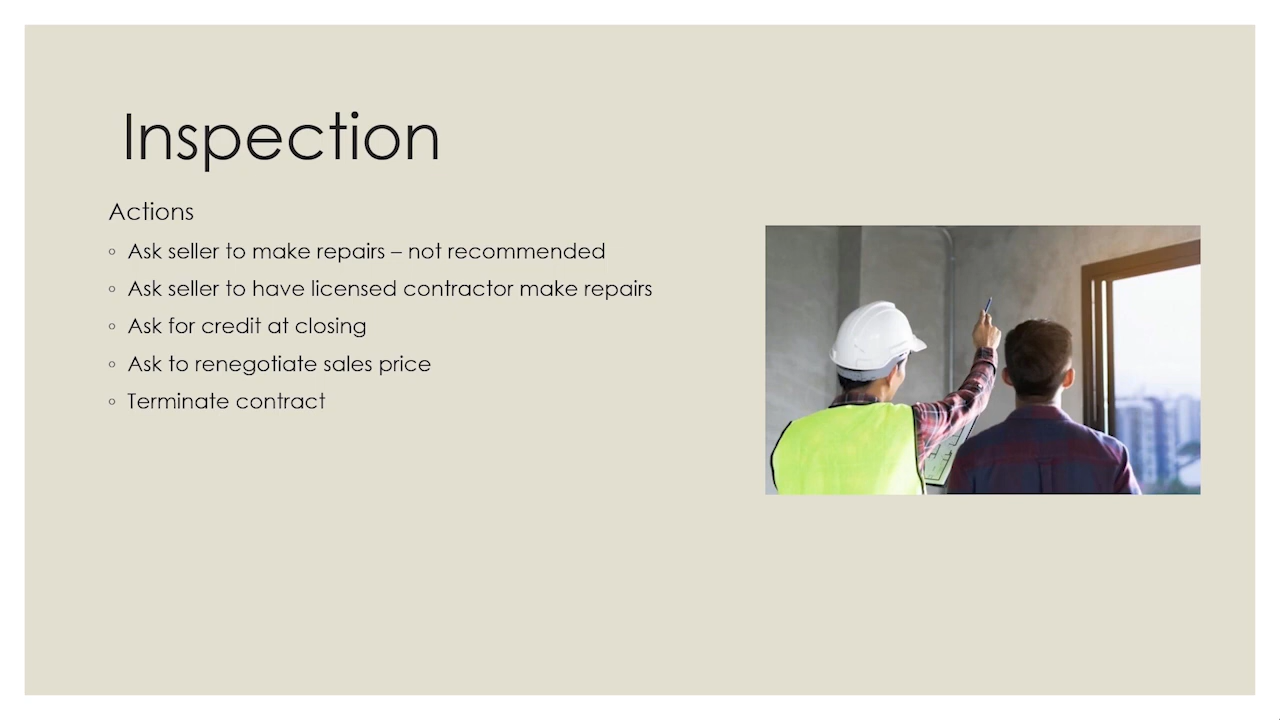 Inspection
Actions
◦ Ask seller to make repairs – not recommended
◦ Ask seller to have licensed contractor make repairs
◦ Ask for credit at closing
◦ Ask to renegotiate sales price
◦ Terminate contract